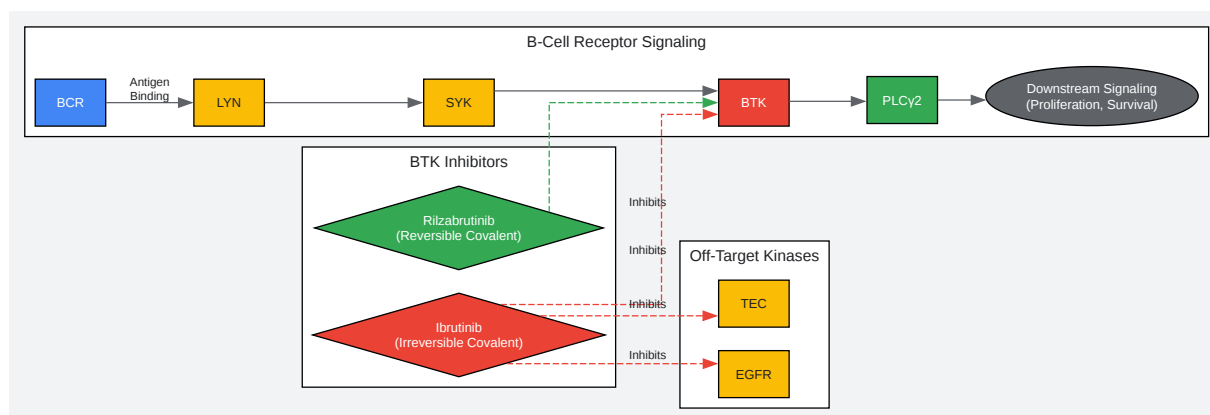 B-Cell Receptor Signaling
BCR
Antigen
Binding
LYN
SYK
BTK
PLCγ2
Downstream Signaling
(Proliferation, Survival)
BTK Inhibitors
Rilzabrutinib
(Reversible Covalent)
Inhibits
Inhibits
Ibrutinib
(Irreversible Covalent)
Inhibits
Inhibits
Off-Target Kinases
TEC
EGFR